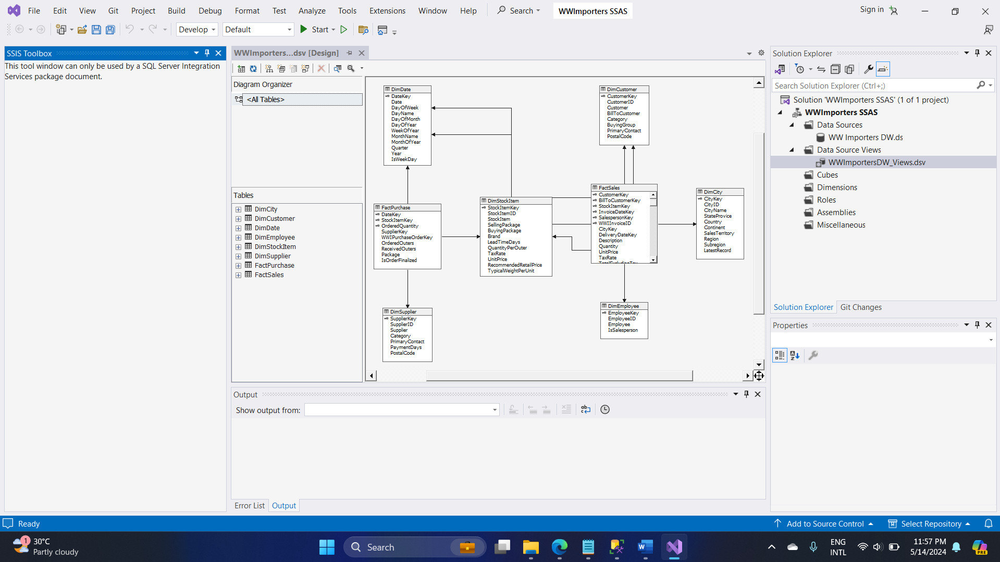 File Edit View Git Project Build Debug Format Test Analyze Tools Extensions Window Help Search WWImporters SSAS Sign in
Develop Default Start
SSIS Toolbox
This tool window can only be used by a SQL Server Integration
Services package document.
WWImporters...dsv [Design]
Diagram Organizer
<All Tables>
Tables
DimCity
DimCustomer
DimDate
DimEmployee
DimStockItem
DimSupplier
FactPurchase
FactSales
DimDate
DateKey
Date
DayOfWeek
DayName
DayOfMonth
DayOfYear
WeekOfYear
MonthName
MonthOfYear
Quarter
Year
IsWeekDay
DimCustomer
CustomerKey
CustomerID
Customer
BillToCustomer
Category
BuyingGroup
PrimaryContact
PostalCode
FactPurchase
DateKey
StockItemKey
OrderedQuantity
SupplierKey
WWIPurchaseOrderKey
OrderedOuters
ReceivedOuters
Package
IsOrderFinalized
DimStockItem
StockItemKey
StockItemID
StockItem
SellingPackage
BuyingPackage
Brand
LeadTimeDays
QuantityPerOuter
TaxRate
UnitPrice
RecommendedRetailPrice
TypicalWeightPerUnit
FactSales
CustomerKey
BillToCustomerKey
StockItemKey
InvoiceDateKey
SalespersonKey
WWIInvoiceID
CityKey
DeliveryDateKey
Description
Quantity
UnitPrice
TaxRate
DimCity
CityKey
CityID
CityName
StateProvice
Country
Continent
SalesTerritory
Region
Subregion
LatestRecord
DimSupplier
SupplierKey
SupplierID
Supplier
Category
PrimaryContact
PaymentDays
PostalCode
DimEmployee
EmployeeKey
EmployeeID
Employee
IsSalesperson
Output
Show output from:
Error List Output
Solution Explorer
Search Solution Explorer (Ctrl+;)
Solution 'WWImporters SSAS' (1 of 1 project)
WWImporters SSAS
Data Sources
WW Importers DW.ds
Data Source Views
WWImportersDW_Views.dsv
Cubes
Dimensions
Roles
Assemblies
Miscellaneous
Solution Explorer Git Changes
Properties
Ready Add to Source Control Select Repository
1
30°C
Partly cloudy
Search
ENG
INTL
11:57 PM
5/14/2024
PRE